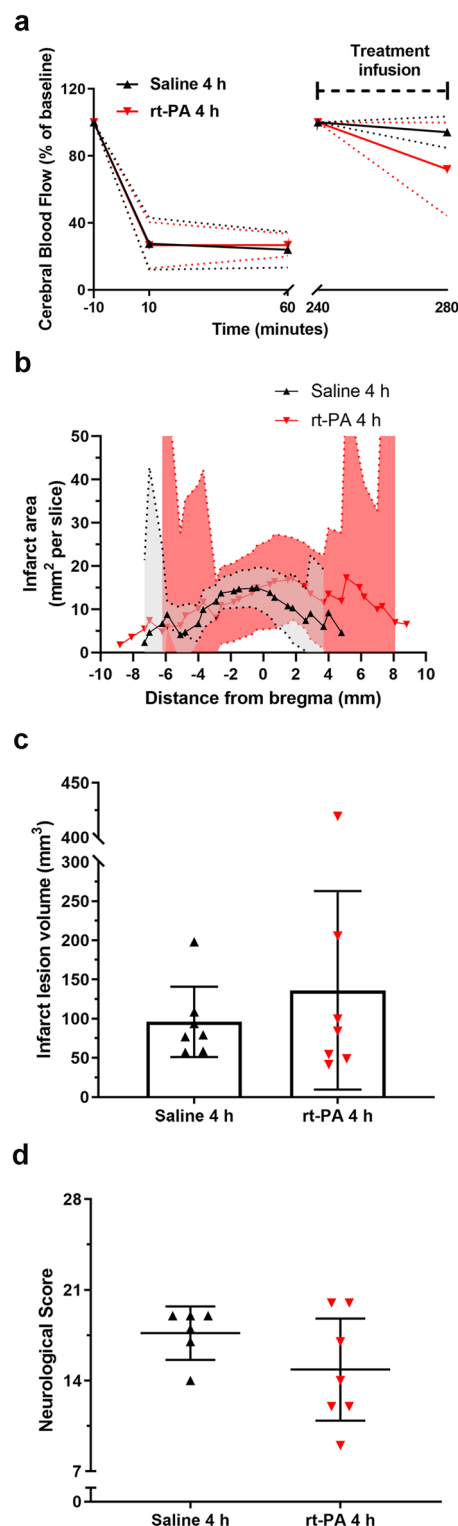 a
Treatment
infusion
Saline 4 h
rt-PA 4 h
Cerebral Blood Flow (% of baseline)
120
80
40
0
-10
10
60
240
280
Time (minutes)
b
Saline 4 h
rt-PA 4 h
Infarct area
(mm² per slice)
50
40
30
20
10
0
-10 -8 -6 -4 -2 0 2 4 6 8 10
Distance from bregma (mm)
c
Infarct lesion volume (mm³)
450
400
300
250
200
150
100
50
0
Saline 4 h
rt-PA 4 h
d
Neurological Score
28
21
14
7
0
Saline 4 h
rt-PA 4 h